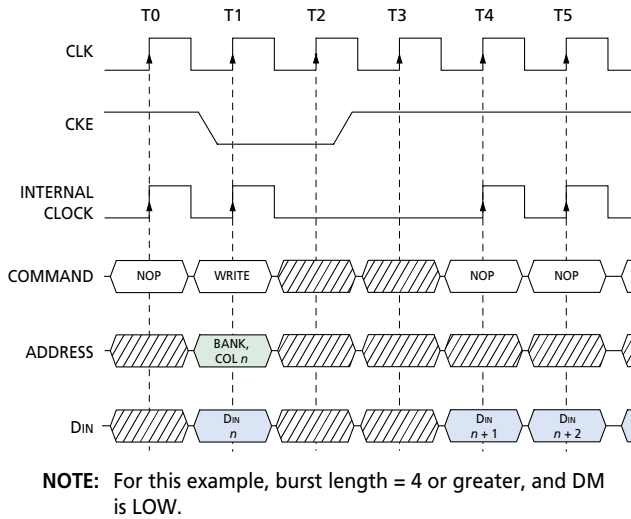 T0 T1 T2 T3 T4 T5
CLK
CKE
INTERNAL
CLOCK
COMMAND NOP WRITE NOP NOP
ADDRESS BANK,
COL n
DIN DIN
n DIN
n + 1 DIN
n + 2
NOTE: For this example, burst length = 4 or greater, and DM
is LOW.